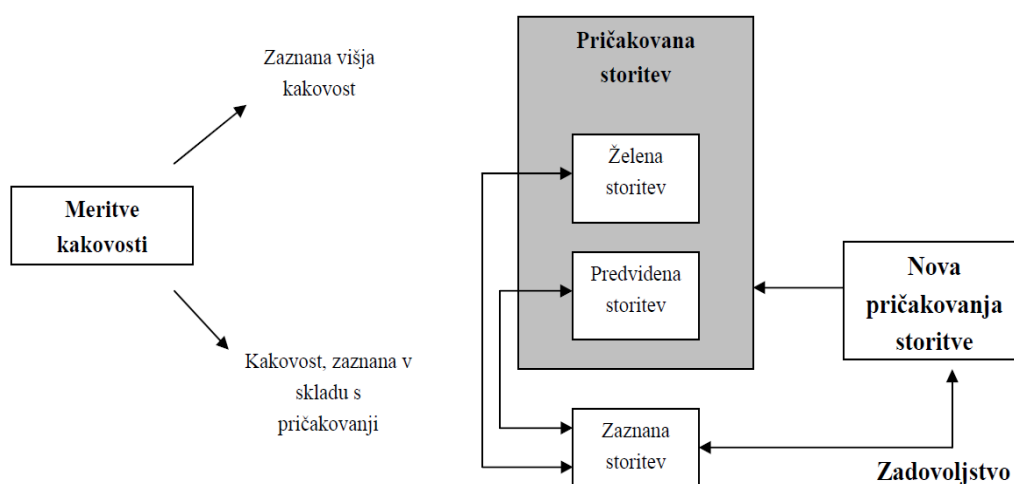 Zaznana višja
kakovost
Meritve
kakovosti
Kakovost, zaznana v
skladu s
pričakovanji
Pričakovana
storitev
Želena
storitev
Predvidena
storitev
Zaznana
storitev
Nova
pričakovanja
storitve
Zadovoljstvo